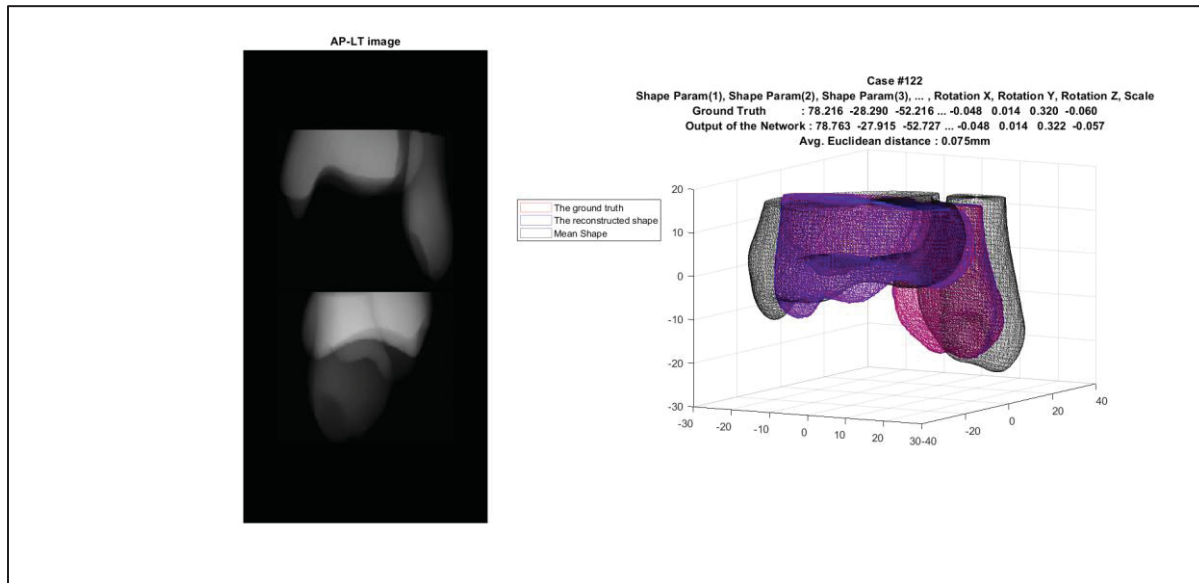 AP-LT image
Case #122
Shape Param(1), Shape Param(2), Shape Param(3), ... , Rotation X, Rotation Y, Rotation Z, Scale
Ground Truth : 78.216 -28.290 -52.216 ... -0.048 0.014 0.320 -0.060
Output of the Network : 78.763 -27.915 -52.727 ... -0.048 0.014 0.322 -0.057
Avg. Euclidean distance : 0.075mm
The ground truth
The reconstructed shape
Mean Shape
20
10
0
-10
-20
-30
-30
-20
-10
0
10
20
30
-40
-20
0
20
40